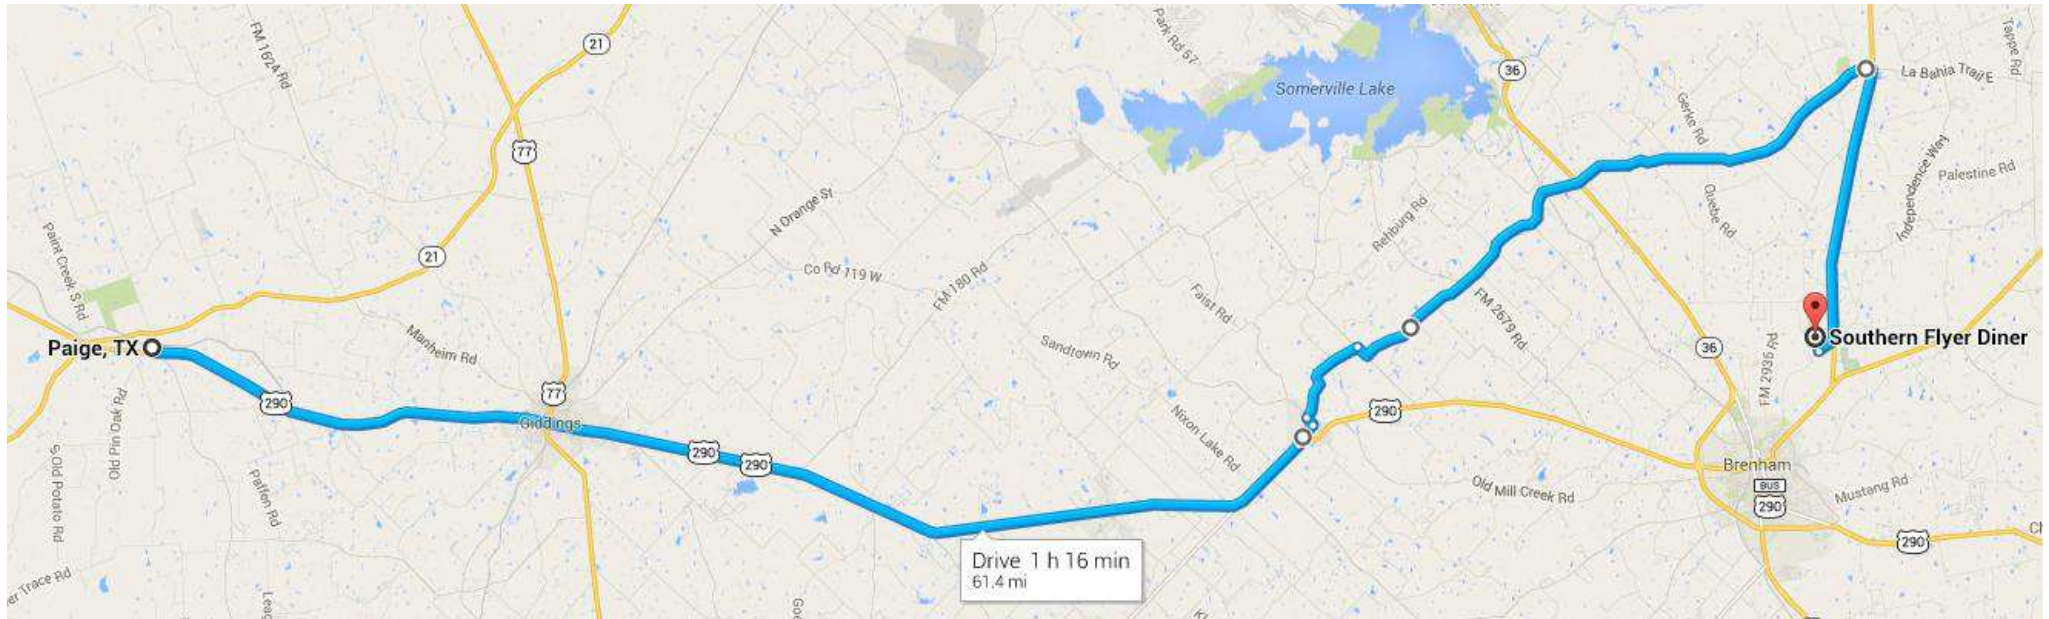 FM 1624 Rd
21
Park Rd 57
36
Somerville Lake
Tappe Rd
La Bahia Trail E
Gerke Rd
77
Independence Way
Palestine Rd
N Orange St
Quebe Rd
Rehburg Rd
21
Paint Creek S Rd
Co Rd 119 W
FM 180 Rd
Faist Rd
FM 2679 Rd
Manheim Rd
Sandtown Rd
Paige, TX
36
FM 2935 Rd
Southern Flyer Diner
Old Pin Oak Rd
290
77
Giddings
290
Nixon Lake Rd
290
290
S Old Potato Rd
Paffen Rd
Old Mill Creek Rd
Brenham
BUS
290
Mustang Rd
290
Drive 1 h 16 min
61.4 mi
er Trace Rd